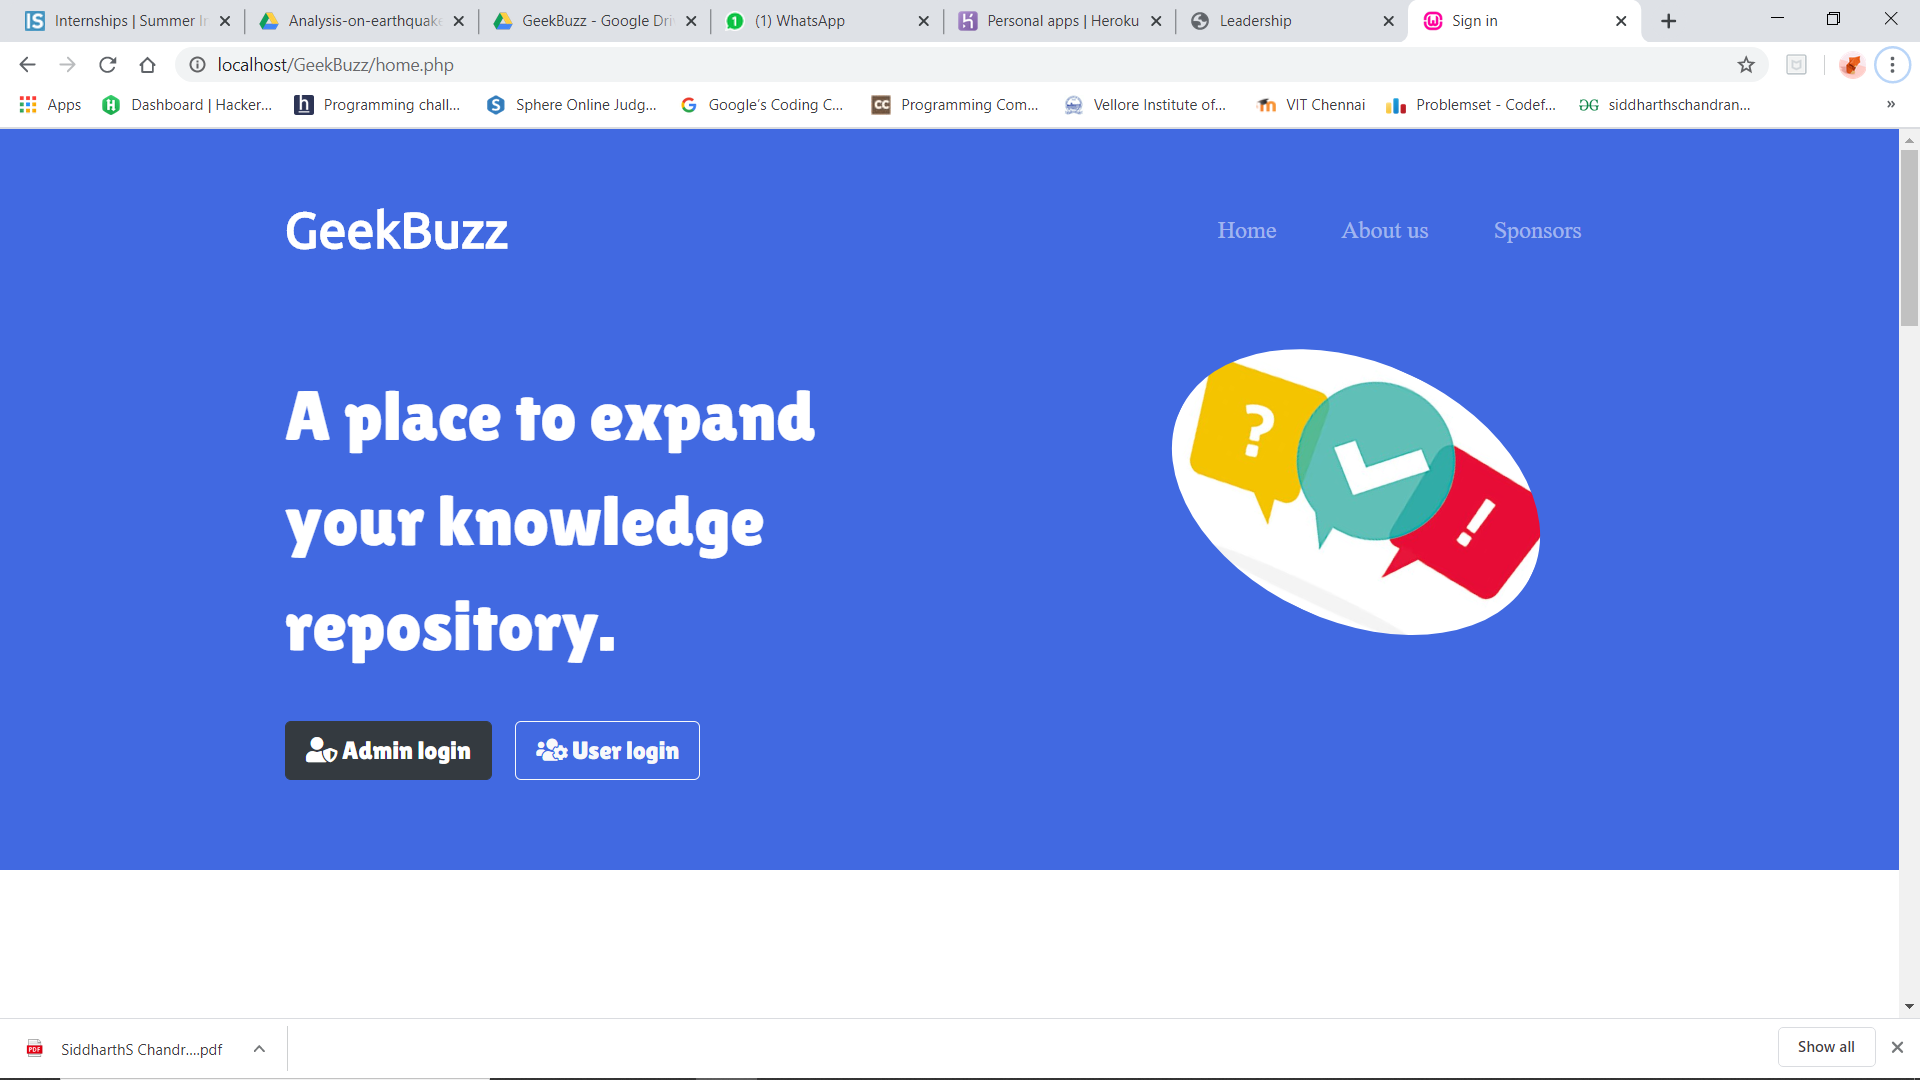 Internships | Summer In
Analysis-on-earthquake
GeekBuzz - Google Dri
(1) WhatsApp
Personal apps | Heroku
Leadership
Sign in
localhost/GeekBuzz/home.php
Apps
Dashboard | Hacker...
Programming chall...
Sphere Online Judg...
Google's Coding C...
Programming Com...
Vellore Institute of...
VIT Chennai
Problemset - Codef...
siddharthschandran...
GeekBuzz
Home
About us
Sponsors
A place to expand
your knowledge
repository.
Admin login
User login
SiddharthS Chandr....pdf
Show all